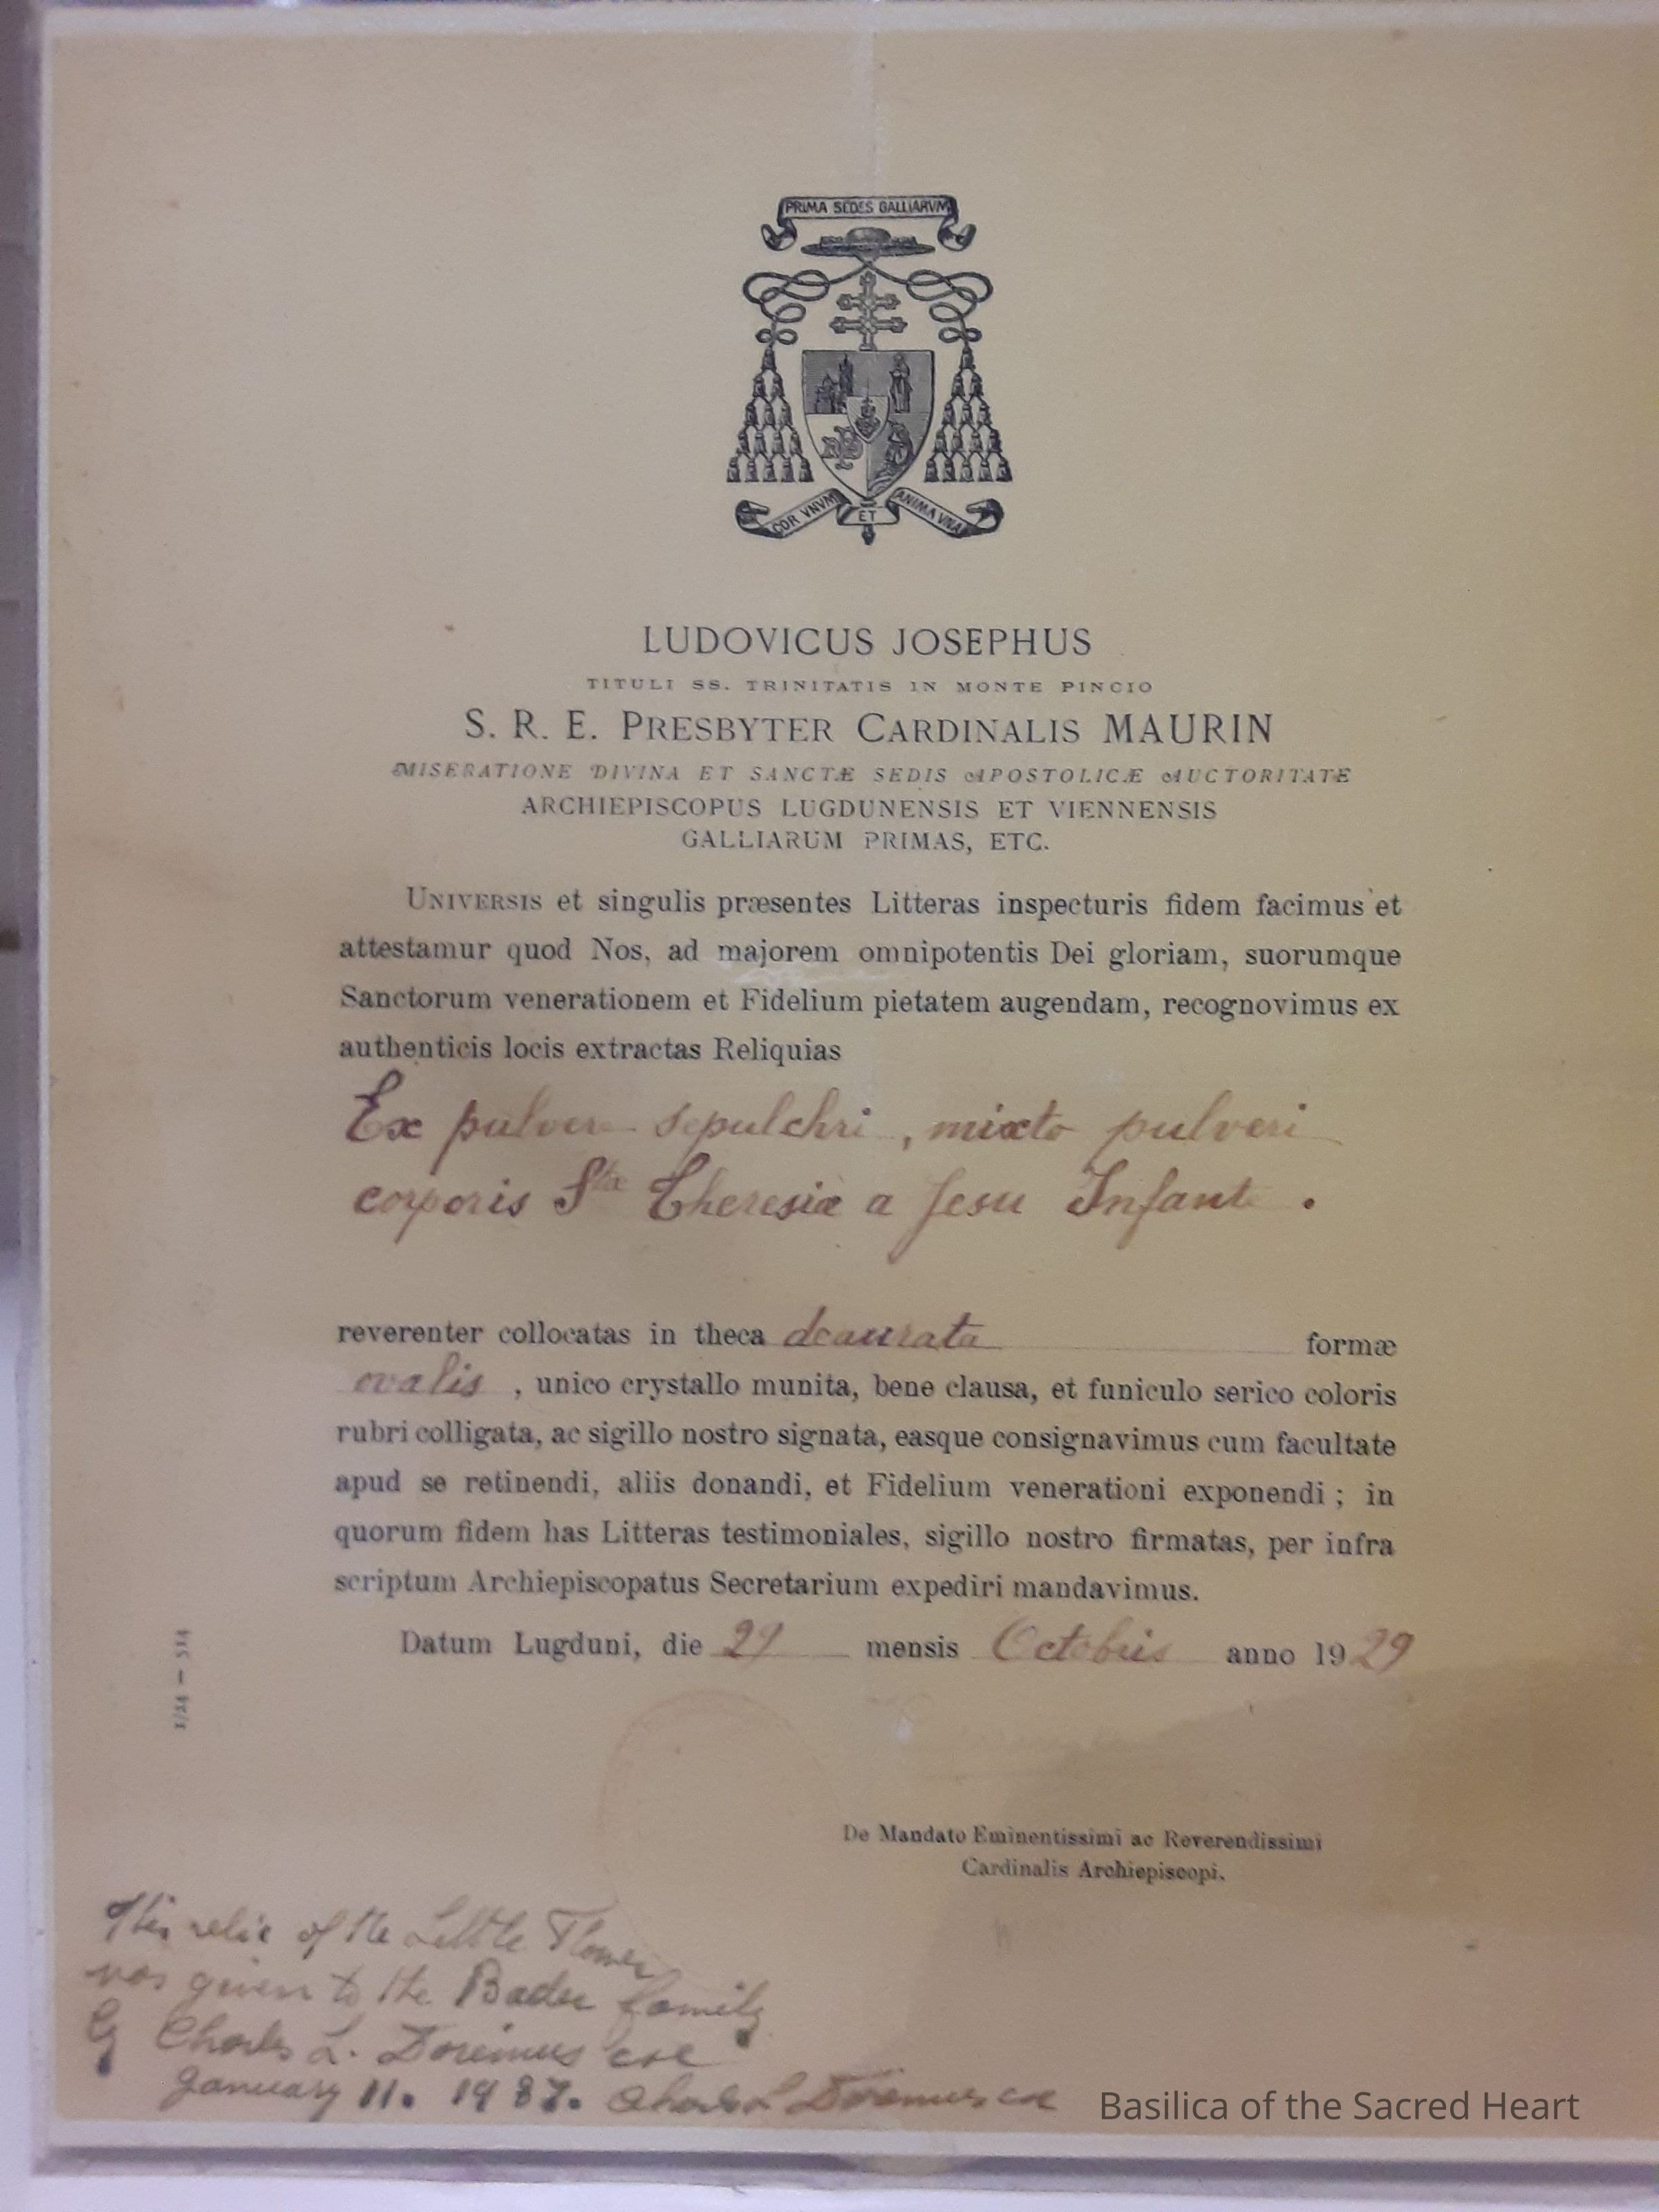 PRIMA SEDES GALLIARVM
COR VNVM ET ANIMA VNA
LUDOVICUS JOSEPHUS
TITULI SS. TRINITATIS IN MONTE PINCIO
S. R. E. PRESBYTER CARDINALIS MAURIN
MISERATIONE DIVINA ET SANCTÆ SEDIS APOSTOLICÆ AUCTORITATE
ARCHIEPISCOPUS LUGDUNENSIS ET VIENNENSIS
GALLIARUM PRIMAS, ETC.
UNIVERSIS et singulis præsentes Litteras inspecturis fidem facimus et
attestamur quod Nos, ad majorem omnipotentis Dei gloriam, suorumque
Sanctorum venerationem et Fidelium pietatem augendam, recognovimus ex
authenticis locis extractas Reliquias
Ex pulvere sepulchri, mixto pulveri
corporis Stæ Theresiæ a Jesu Infante.
reverenter collocatas in theca deaurata formæ
ovalis, unico crystallo munita, bene clausa, et funiculo serico coloris
rubri colligata, ac sigillo nostro signata, easque consignavimus cum facultate
apud se retinendi, aliis donandi, et Fidelium venerationi exponendi ; in
quorum fidem has Litteras testimoniales, sigillo nostro firmatas, per infra
scriptum Archiepiscopatus Secretarium expediri mandavimus.
Datum Lugduni, die 29 mensis Octobris anno 1929
1/24 — 514
De Mandato Eminentissimi ac Reverendissimi
Cardinalis Archiepiscopi.
This relic of the Little Flower
was given to the Bader family
by Charles L. Doremus csc
January 11. 1987. Charles L Doremus csc
Basilica of the Sacred Heart